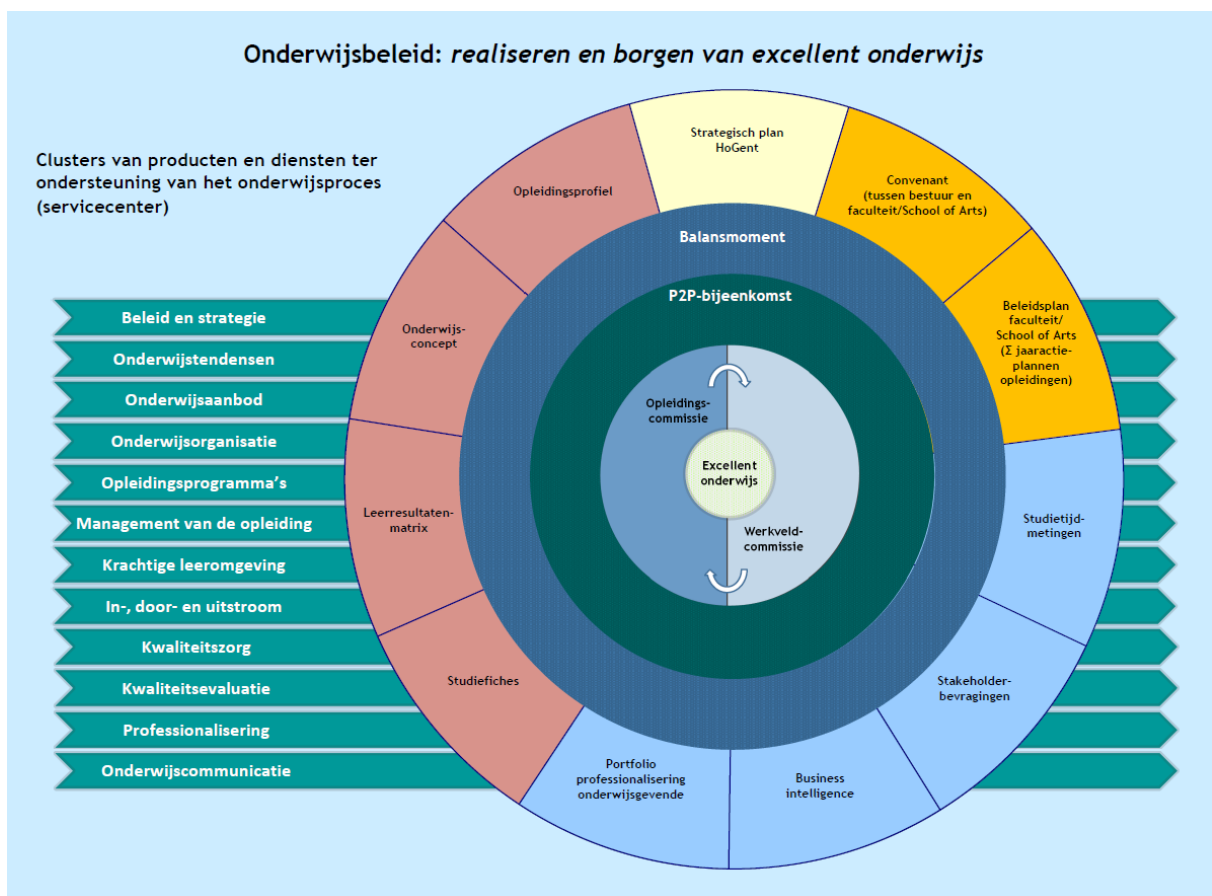 Onderwijsbeleid: realiseren en borgen van excellent onderwijs
Clusters van producten en diensten ter
ondersteuning van het onderwijsproces
(servicecenter)
Beleid en strategie
Onderwijstendensen
Onderwijsaanbod
Onderwijsorganisatie
Opleidingsprogramma's
Management van de opleiding
Krachtige leeromgeving
In-, door- en uitstroom
Kwaliteitszorg
Kwaliteitsevaluatie
Professionalisering
Onderwijscommunicatie
Strategisch plan
HoGent
Convenant
(tussen bestuur en
faculteit/School of Arts)
Beleidsplan
faculteit/
School of Arts
(Σ jaaractie-
plannen
opleidingen)
Studietijd-
metingen
Stakeholder-
bevragingen
Business
intelligence
Portfolio
professionalisering
onderwijsgevende
Studiefiches
Leerresultaten-
matrix
Onderwijs-
concept
Opleidingsprofiel
Balansmoment
P2P-bijeenkomst
Opleidings-
commissie
Excellent
onderwijs
Werkveld-
commissie